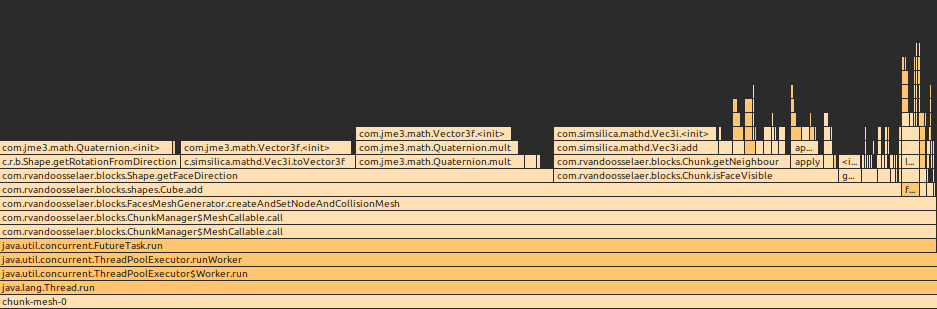 com.jme3.math.Vector3f.<init> com.simsilica.mathd.Vec3i.<init>
com.jme3.math.Quaternion.<init> com.jme3.math.Vector3f.<init> com.jme3.math.Quaternion.mult com.simsilica.mathd.Vec3i.add ap...
c.r.b.Shape.getRotationFromDirection c.simsilica.mathd.Vec3i.toVector3f com.jme3.math.Quaternion.mult com.rvandoosselaer.blocks.Chunk.getNeighbour apply <i... l...
com.rvandoosselaer.blocks.Shape.getFaceDirection com.rvandoosselaer.blocks.Chunk.isFaceVisible g...
com.rvandoosselaer.blocks.shapes.Cube.add f...
com.rvandoosselaer.blocks.FacesMeshGenerator.createAndSetNodeAndCollisionMesh
com.rvandoosselaer.blocks.ChunkManager$MeshCallable.call
com.rvandoosselaer.blocks.ChunkManager$MeshCallable.call
java.util.concurrent.FutureTask.run
java.util.concurrent.ThreadPoolExecutor.runWorker
java.util.concurrent.ThreadPoolExecutor$Worker.run
java.lang.Thread.run
chunk-mesh-0